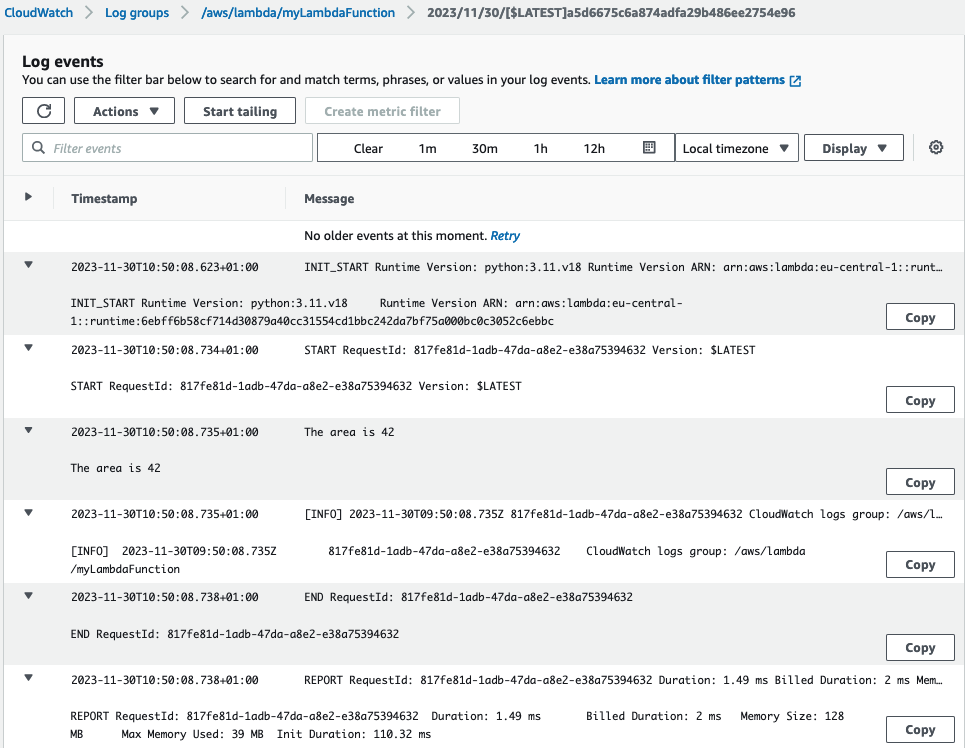 CloudWatch > Log groups > /aws/lambda/myLambdaFunction > 2023/11/30/[$LATEST]a5d6675c6a874adfa29b486ee2754e96
Log events
You can use the filter bar below to search for and match terms, phrases, or values in your log events. Learn more about filter patterns
Actions ▼ Start tailing Create metric filter
Filter events Clear 1m 30m 1h 12h Local timezone ▼ Display ▼
Timestamp Message
No older events at this moment. Retry
2023-11-30T10:50:08.623+01:00 INIT_START Runtime Version: python:3.11.v18 Runtime Version ARN: arn:aws:lambda:eu-central-1::runt…
INIT_START Runtime Version: python:3.11.v18 Runtime Version ARN: arn:aws:lambda:eu-central-
1::runtime:6ebff6b58cf714d30879a40cc31554cd1bbc242da7bf75a000bc0c3052c6ebbc
Copy
2023-11-30T10:50:08.734+01:00 START RequestId: 817fe81d-1adb-47da-a8e2-e38a75394632 Version: $LATEST
START RequestId: 817fe81d-1adb-47da-a8e2-e38a75394632 Version: $LATEST
Copy
2023-11-30T10:50:08.735+01:00 The area is 42
The area is 42
Copy
2023-11-30T10:50:08.735+01:00 [INFO] 2023-11-30T09:50:08.735Z 817fe81d-1adb-47da-a8e2-e38a75394632 CloudWatch logs group: /aws/l…
[INFO] 2023-11-30T09:50:08.735Z 817fe81d-1adb-47da-a8e2-e38a75394632 CloudWatch logs group: /aws/lambda
/myLambdaFunction
Copy
2023-11-30T10:50:08.738+01:00 END RequestId: 817fe81d-1adb-47da-a8e2-e38a75394632
END RequestId: 817fe81d-1adb-47da-a8e2-e38a75394632
Copy
2023-11-30T10:50:08.738+01:00 REPORT RequestId: 817fe81d-1adb-47da-a8e2-e38a75394632 Duration: 1.49 ms Billed Duration: 2 ms Mem…
REPORT RequestId: 817fe81d-1adb-47da-a8e2-e38a75394632 Duration: 1.49 ms Billed Duration: 2 ms Memory Size: 128
MB Max Memory Used: 39 MB Init Duration: 110.32 ms
Copy